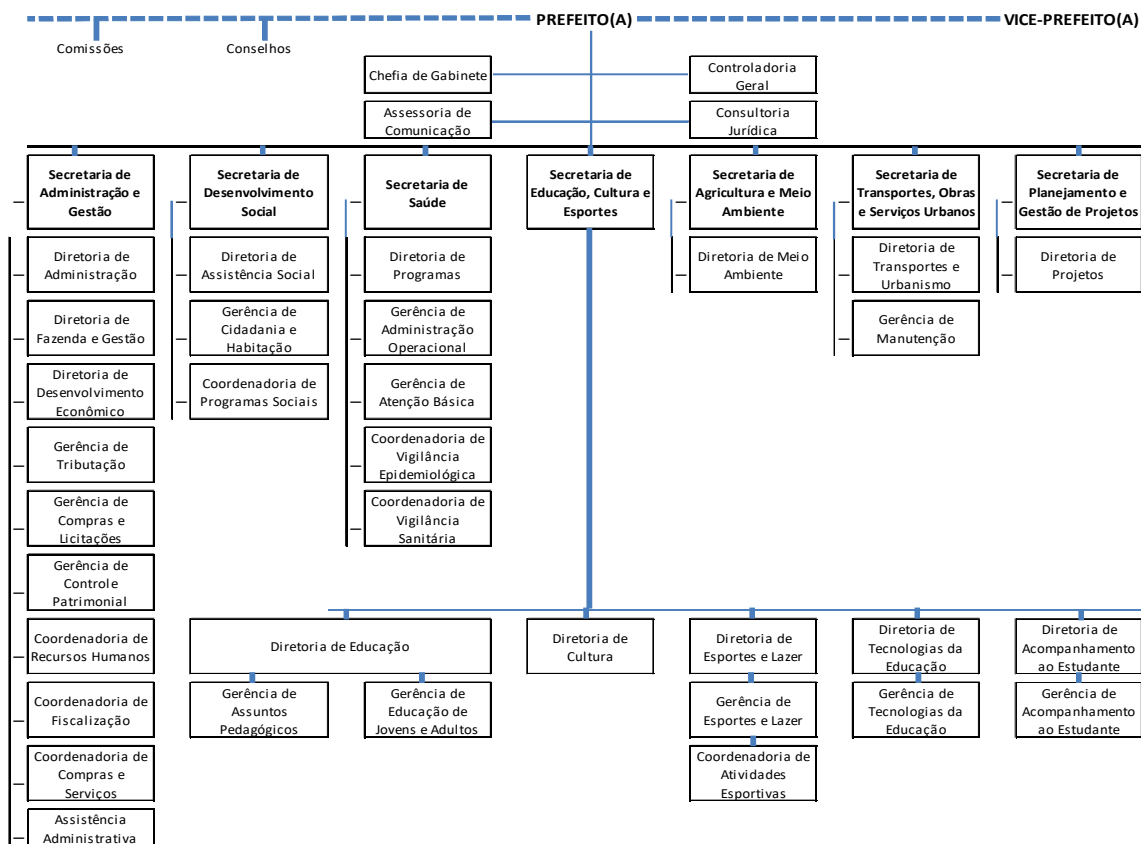 PREFEITO(A)
VICE-PREFEITO(A)
Comissões
Conselhos
Chefia de Gabinete
Controladoria
Geral
Assessoria de
Comunicação
Consultoria
Jurídica
Secretaria de
Administração e
Gestão
Secretaria de
Desenvolvimento
Social
Secretaria de
Saúde
Secretaria de
Educação, Cultura e
Esportes
Secretaria de
Agricultura e Meio
Ambiente
Secretaria de
Transportes, Obras
e Serviços Urbanos
Secretaria de
Planejamento e
Gestão de Projetos
Diretoria de
Administração
Diretoria de
Assistência Social
Diretoria de
Programas
Diretoria de Meio
Ambiente
Diretoria de
Transportes e
Urbanismo
Diretoria de
Projetos
Diretoria de
Fazenda e Gestão
Gerência de
Cidadania e
Habitação
Gerência de
Administração
Operacional
Gerência de
Manutenção
Diretoria de
Desenvolvimento
Econômico
Coordenadoria de
Programas Sociais
Gerência de
Atenção Básica
Gerência de
Tributação
Coordenadoria de
Vigilância
Epidemiológica
Gerência de
Compras e
Licitações
Coordenadoria de
Vigilância
Sanitária
Gerência de
Controle
Patrimonial
Coordenadoria de
Recursos Humanos
Diretoria de Educação
Diretoria de
Cultura
Diretoria de
Esportes e Lazer
Diretoria de
Tecnologias da
Educação
Diretoria de
Acompanhamento
ao Estudante
Coordenadoria de
Fiscalização
Gerência de
Assuntos
Pedagógicos
Gerência de
Educação de
Jovens e Adultos
Gerência de
Esportes e Lazer
Gerência de
Tecnologias da
Educação
Gerência de
Acompanhamento
ao Estudante
Coordenadoria de
Compras e
Serviços
Coordenadoria de
Atividades
Esportivas
Assistência
Administrativa